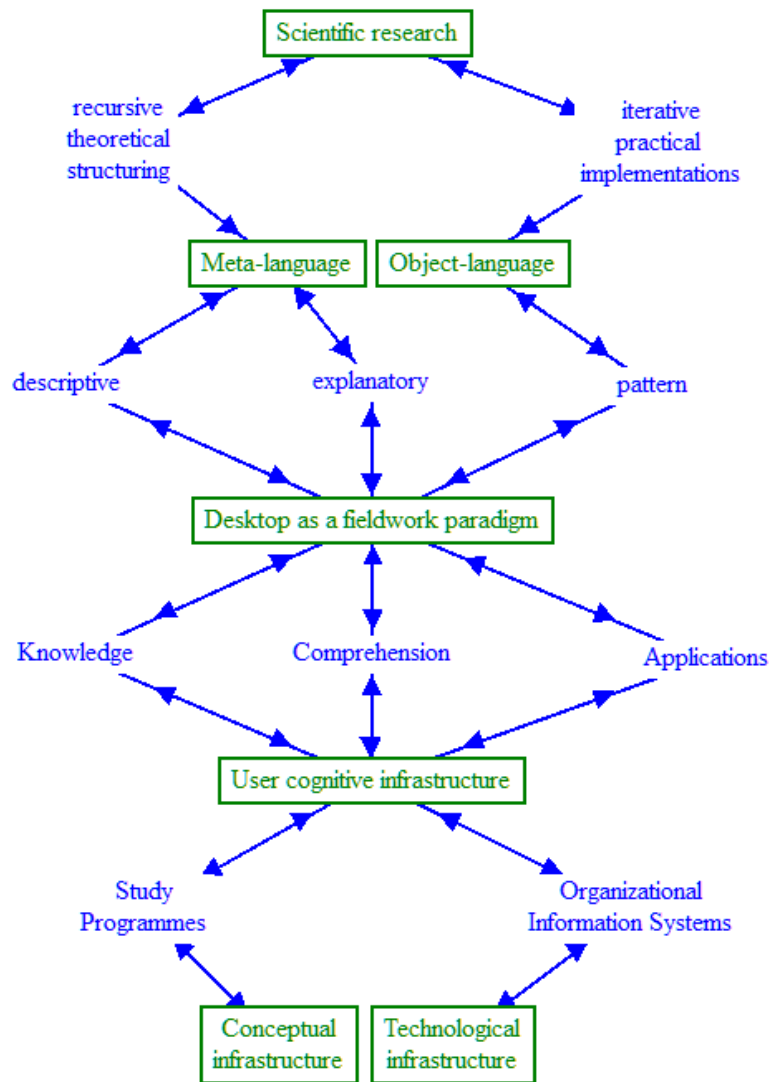 Scientific research
recursive
theoretical
structuring
iterative
practical
implementations
Meta-language
Object-language
descriptive
explanatory
pattern
Desktop as a fieldwork paradigm
Knowledge
Comprehension
Applications
User cognitive infrastructure
Study
Programmes
Organizational
Information Systems
Conceptual
infrastructure
Technological
infrastructure